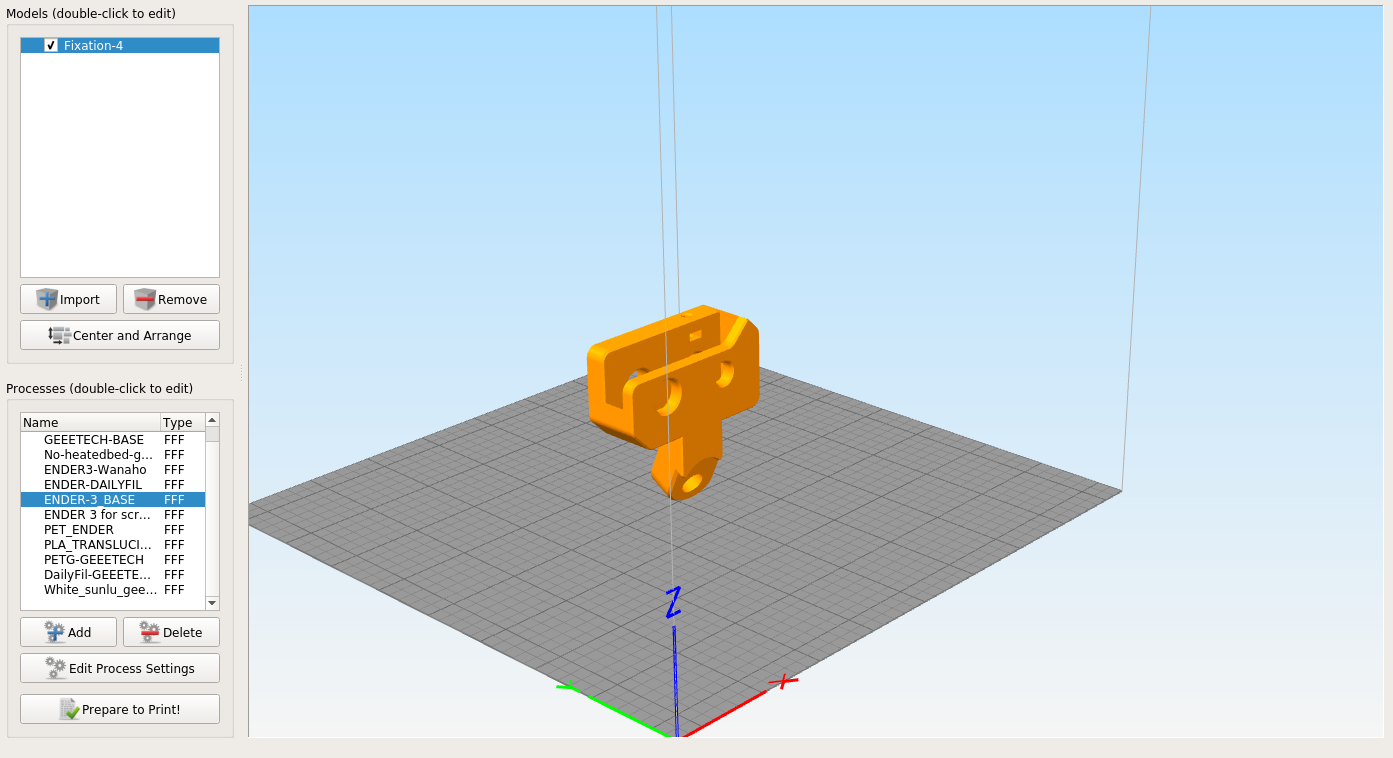 Models (double-click to edit)
Fixation-4
Import
Remove
Center and Arrange
Processes (double-click to edit)
Name Type
GEEETECH-BASE FFF
No-heatedbed-g... FFF
ENDER3-Wanaho FFF
ENDER-DAILYFIL FFF
ENDER-3_BASE FFF
ENDER 3 for scr... FFF
PET_ENDER FFF
PLA_TRANSLUCI... FFF
PETG-GEEETECH FFF
DailyFil-GEEETE... FFF
White_sunlu_gee... FFF
Add
Delete
Edit Process Settings
Prepare to Print!
Z
Y
X